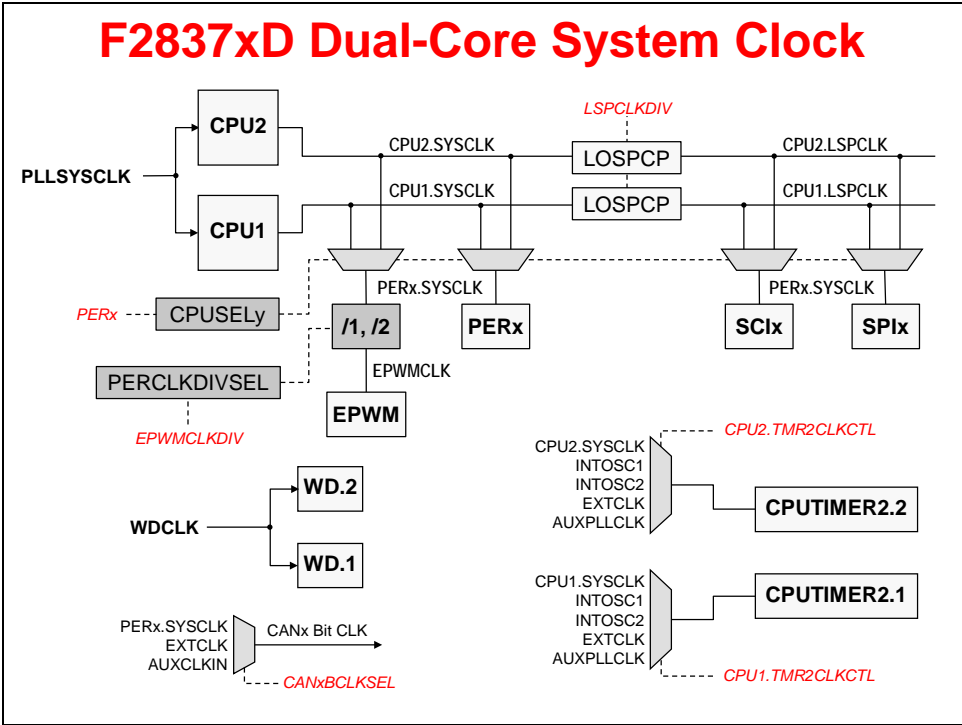 F2837xD Dual-Core System Clock
LSPCLKDIV
CPU2
CPU2.SYSCLK
LOSPCP
CPU2.LSPCLK
PLLSYSCLK
CPU1
CPU1.SYSCLK
LOSPCP
CPU1.LSPCLK
PERx.SYSCLK
PERx.SYSCLK
PERx
CPUSELy
/1, /2
PERx
SCIx
SPIx
EPWMCLK
PERCLKDIVSEL
EPWM
EPWMCLKDIV
CPU2.TMR2CLKCTL
CPU2.SYSCLK
INTOSC1
INTOSC2
EXTCLK
AUXPLLCLK
CPUTIMER2.2
WD.2
WDCLK
WD.1
CPU1.SYSCLK
INTOSC1
INTOSC2
EXTCLK
AUXPLLCLK
CPUTIMER2.1
CPU1.TMR2CLKCTL
PERx.SYSCLK
EXTCLK
AUXCLKIN
CANx Bit CLK
CANxBCLKSEL